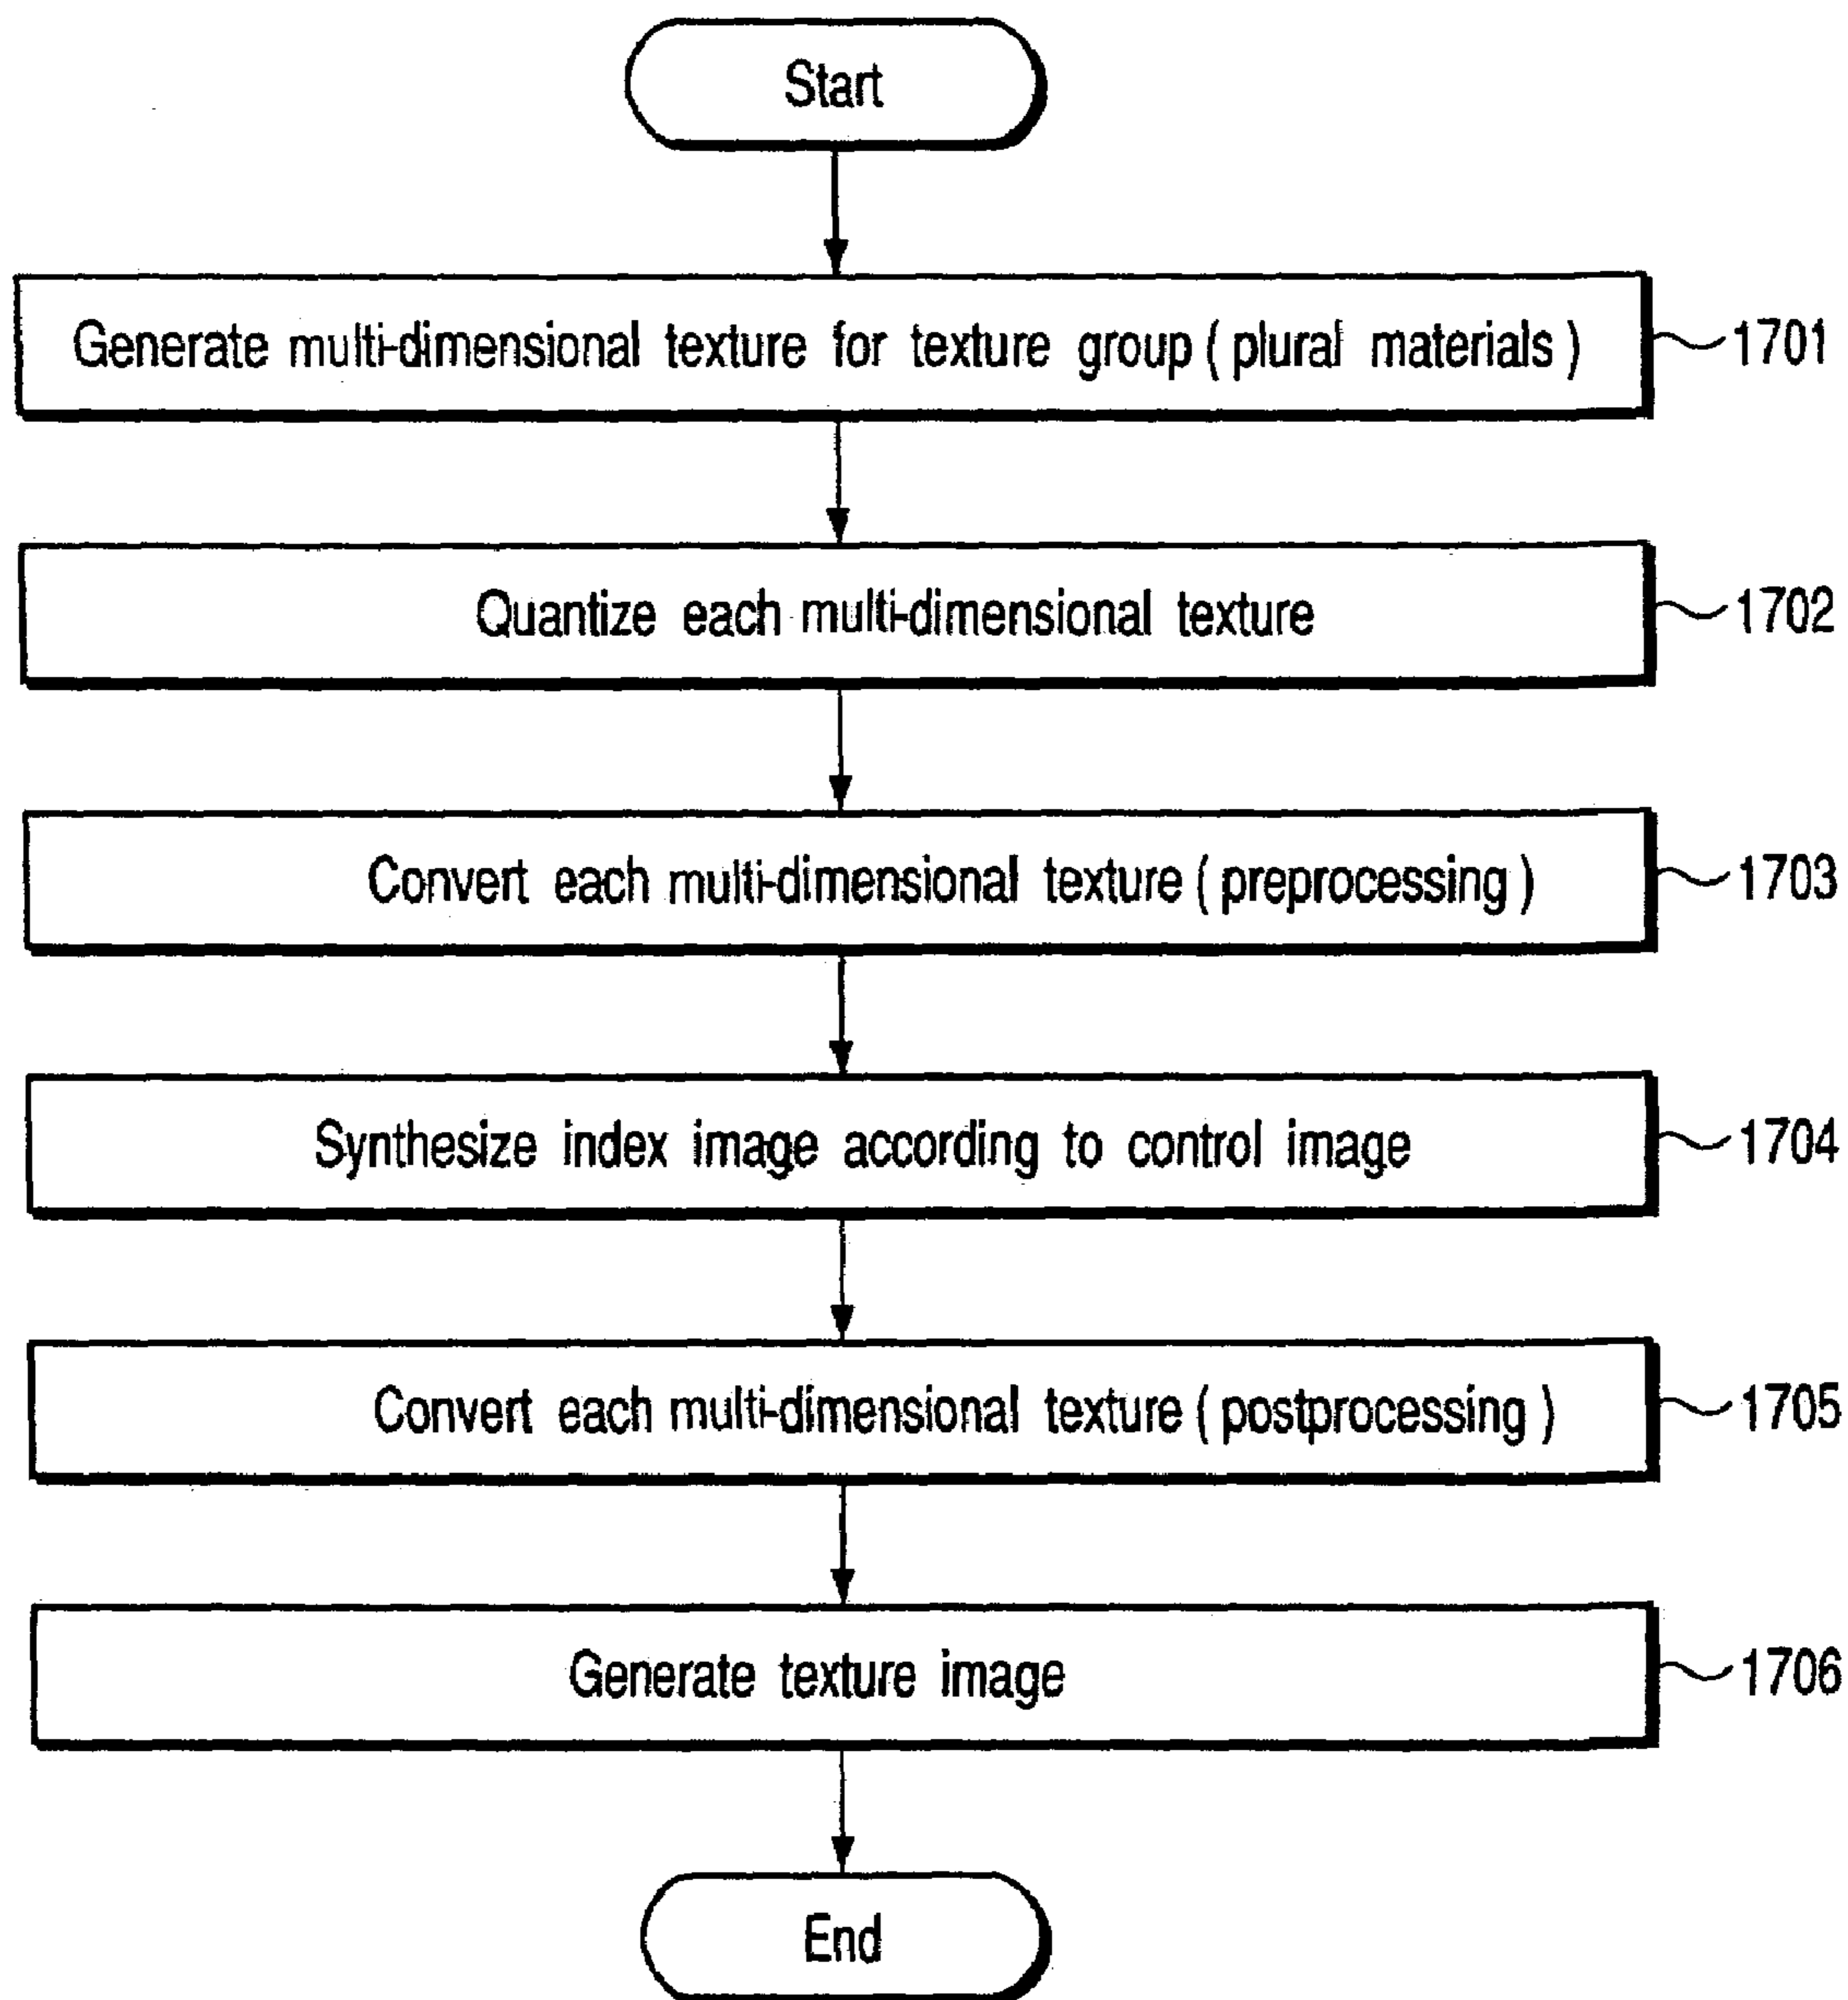 Start
Generate multi-dimensional texture for texture group ( plural materials )
1701
Quantize each multi-dimensional texture
1702
Convert each multi-dimensional texture ( preprocessing )
1703
Synthesize index image according to control image
1704
Convert each multi-dimensional texture ( postprocessing )
1705
Generate texture image
1706
End